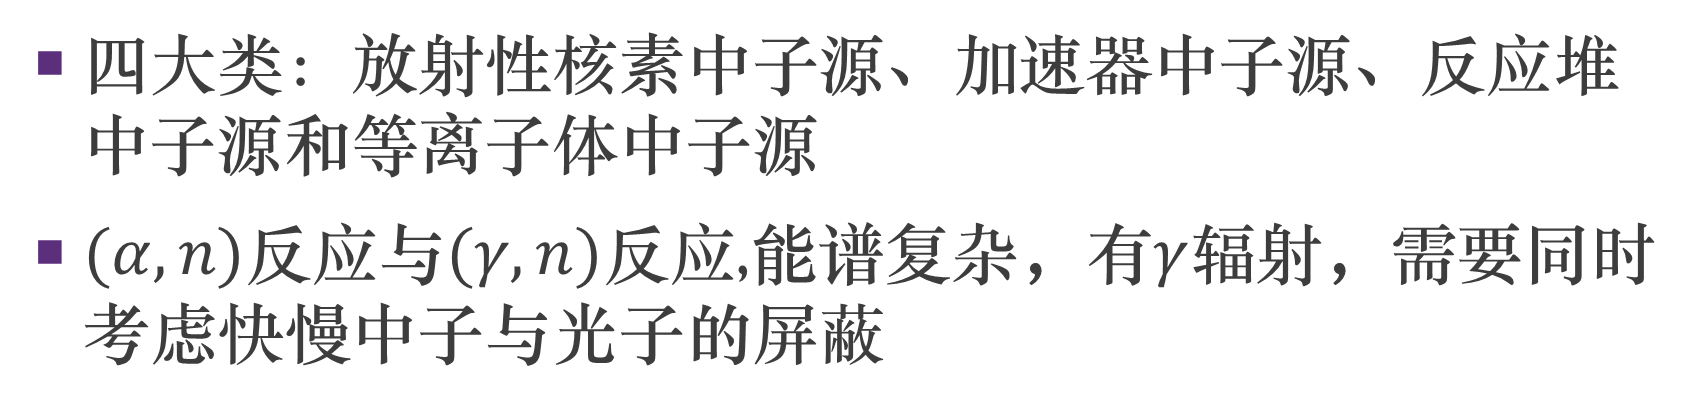 ■ 四大类：放射性核素中子源、加速器中子源、反应堆
中子源和等离子体中子源
■ (α,n)反应与(γ,n)反应,能谱复杂，有γ辐射，需要同时
考虑快慢中子与光子的屏蔽